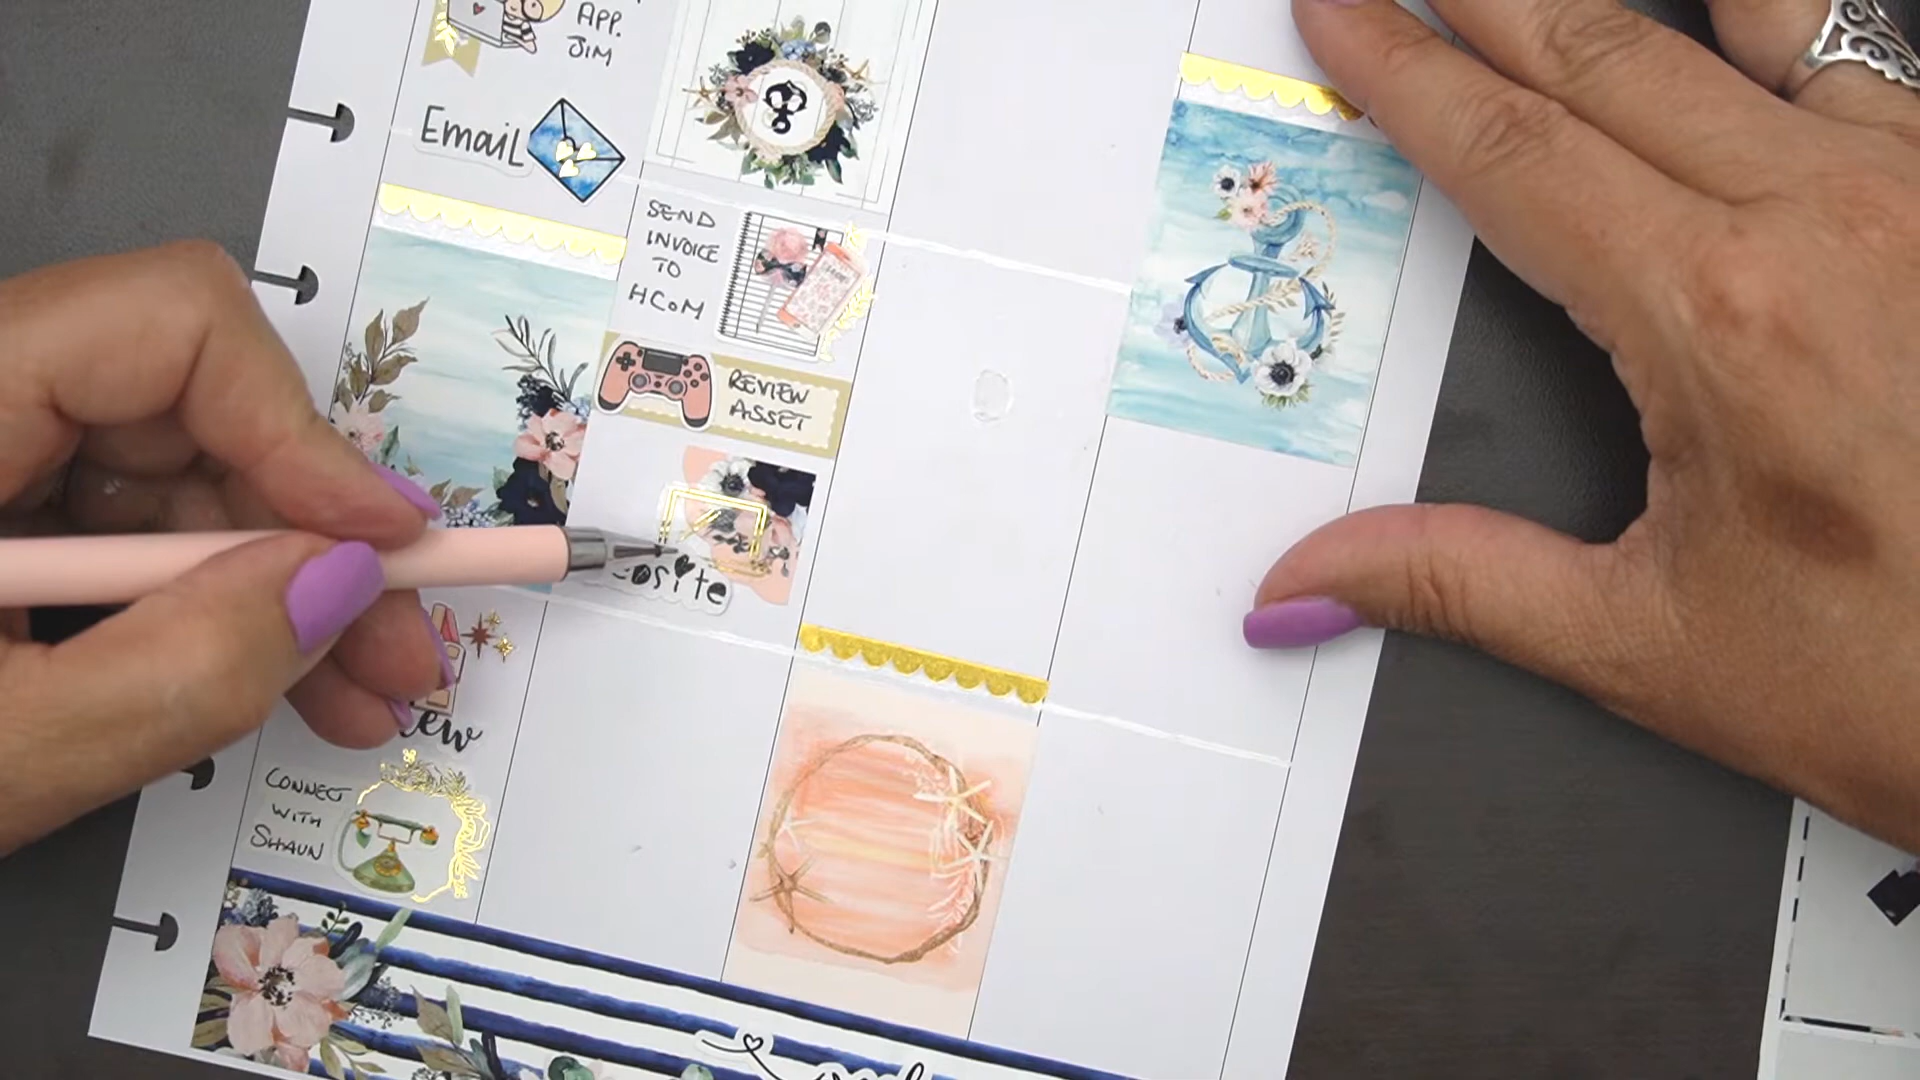 APP.
JIM
EMAIL
SEND
INVOICE
TO
HCOM
REVIEW
ASSET
CONNECT
WITH
SHAUN